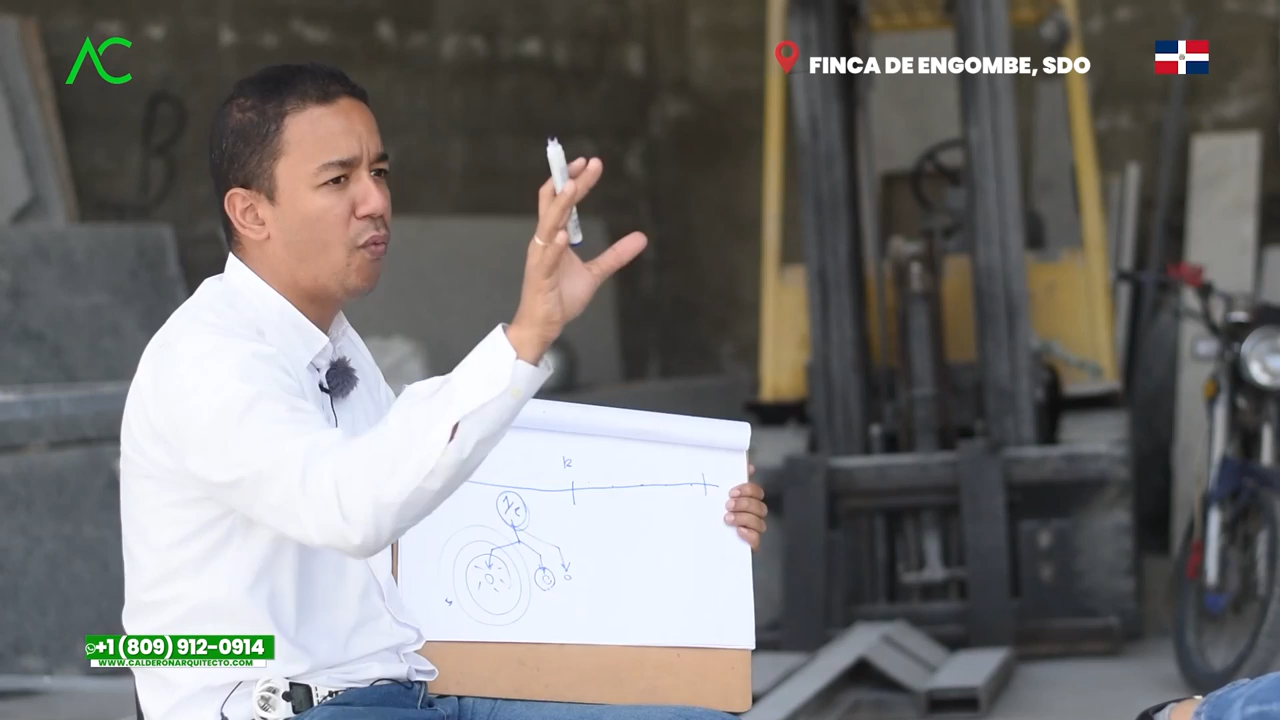 AC
FINCA DE ENGOMBE, SDO
+1 (809) 912-0914
WWW.CALDERONARQUITECTO.COM